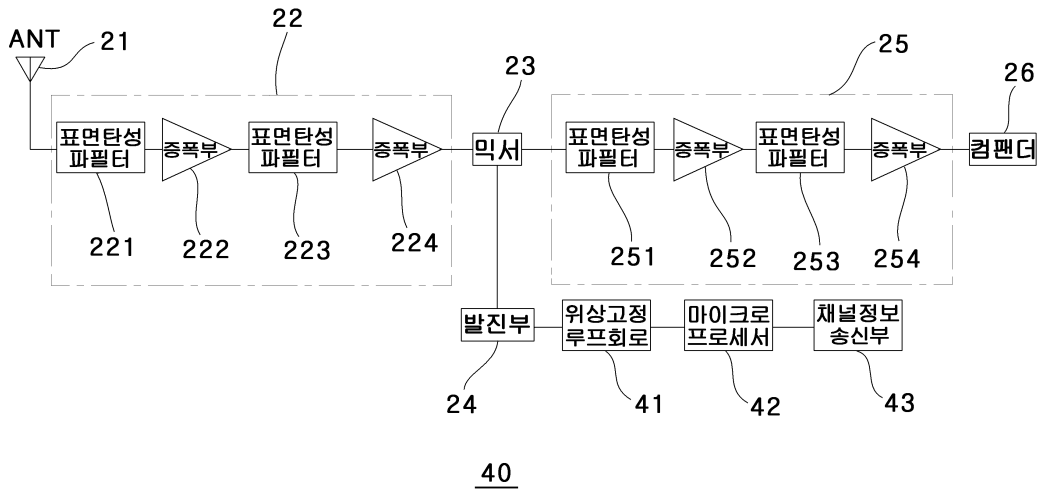 22
25
ANT
21
23
26
표면탄성
파필터
증폭부
표면탄성
파필터
증폭부
믹서
표면탄성
파필터
증폭부
표면탄성
파필터
증폭부
컴팬더
221
222
223
224
251
252
253
254
발진부
위상고정
루프회로
마이크로
프로세서
채널정보
송신부
24
41
42
43
40